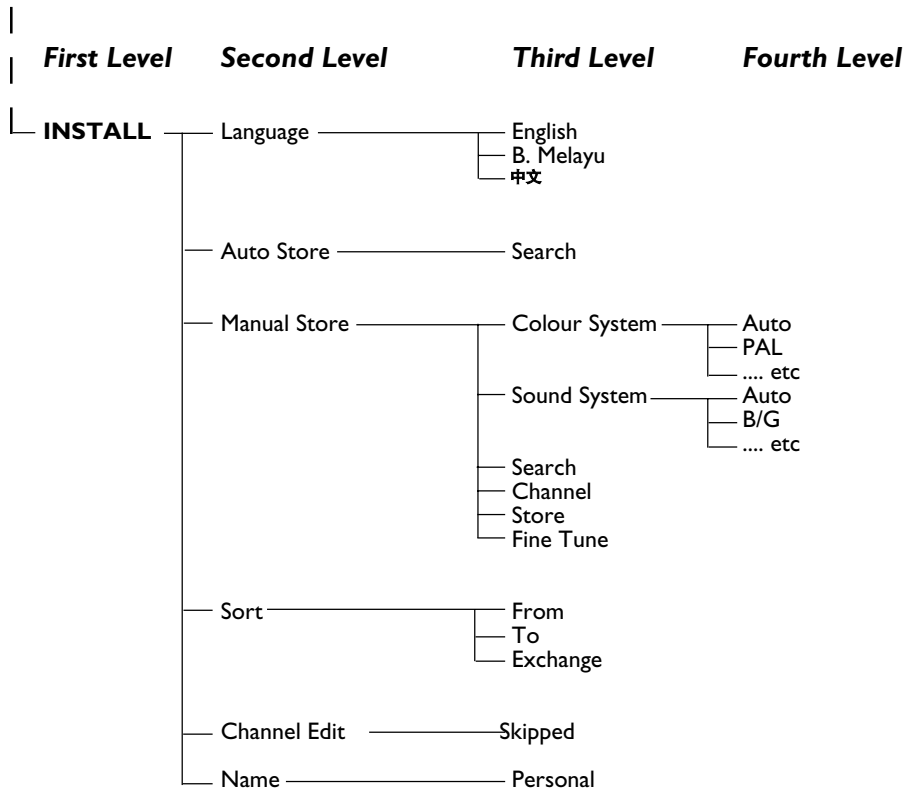 First Level Second Level Third Level Fourth Level
INSTALL Language English
B. Melayu
中文
Auto Store Search
Manual Store Colour System Auto
PAL
.... etc
Sound System Auto
B/G
.... etc
Search
Channel
Store
Fine Tune
Sort From
To
Exchange
Channel Edit Skipped
Name Personal